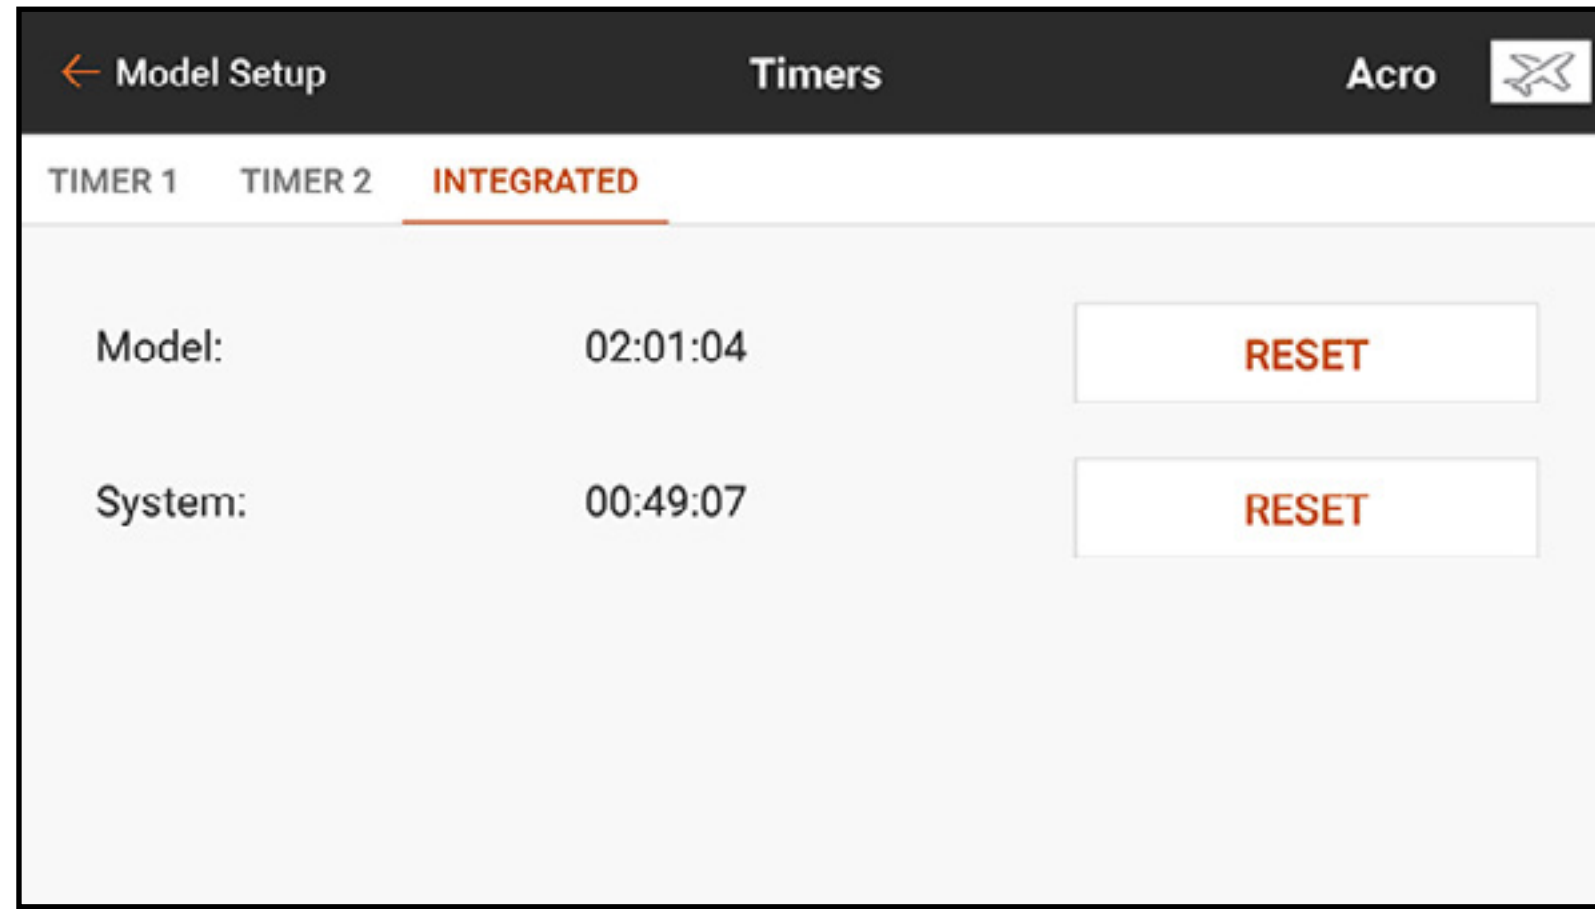 ← Model Setup Timers Acro
TIMER 1 TIMER 2 INTEGRATED
Model: 02:01:04 RESET
System: 00:49:07 RESET